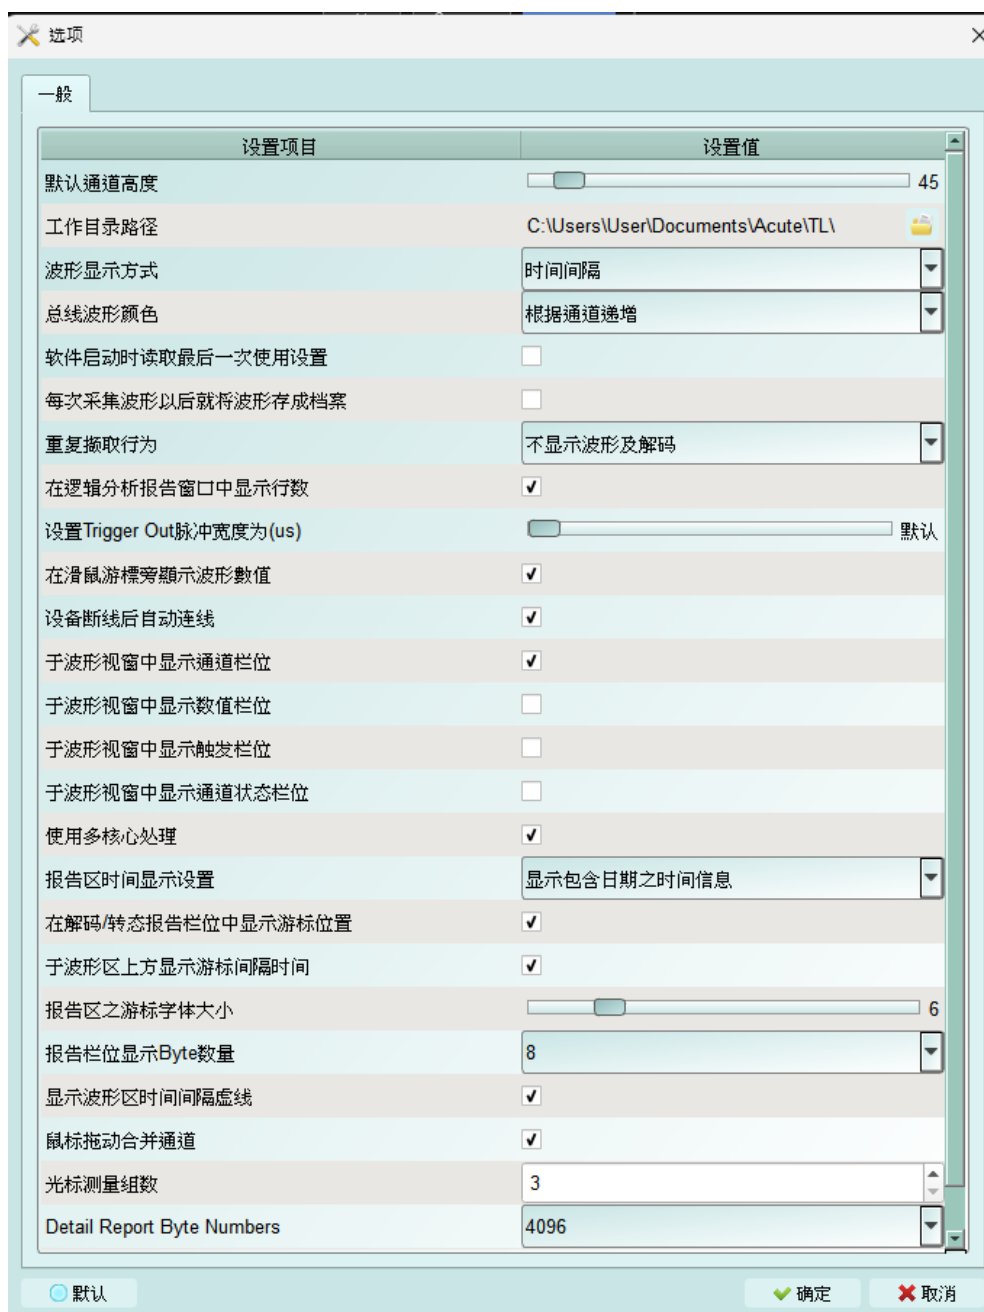 选项
一般
设置项目 设置值
默认通道高度 45
工作目录路径 C:\Users\User\Documents\Acute\TL\
波形显示方式 时间间隔
总线波形颜色 根据通道递增
软件启动时读取最后一次使用设置
每次采集波形以后就将波形存成档案
重复撷取行为 不显示波形及解码
在逻辑分析报告窗口中显示行数
设置Trigger Out脉冲宽度为(us) 默认
在滑鼠游標旁顯示波形數值
设备断线后自动连线
于波形视窗中显示通道栏位
于波形视窗中显示数值栏位
于波形视窗中显示触发栏位
于波形视窗中显示通道状态栏位
使用多核心处理
报告区时间显示设置 显示包含日期之时间信息
在解码/转态报告栏位中显示游标位置
于波形区上方显示游标间隔时间
报告区之游标字体大小 6
报告栏位显示Byte数量 8
显示波形区时间间隔虚线
鼠标拖动合并通道
光标测量组数 3
Detail Report Byte Numbers 4096
默认 确定 取消